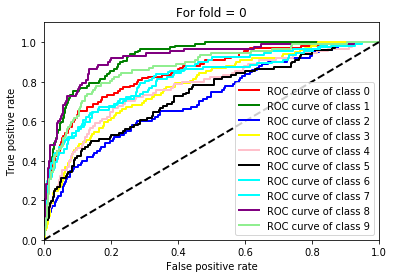 For fold = 0
True positive rate
1.0
0.8
0.6
0.4
0.2
0.0
ROC curve of class 0
ROC curve of class 1
ROC curve of class 2
ROC curve of class 3
ROC curve of class 4
ROC curve of class 5
ROC curve of class 6
ROC curve of class 7
ROC curve of class 8
ROC curve of class 9
0.0 0.2 0.4 0.6 0.8 1.0
False positive rate